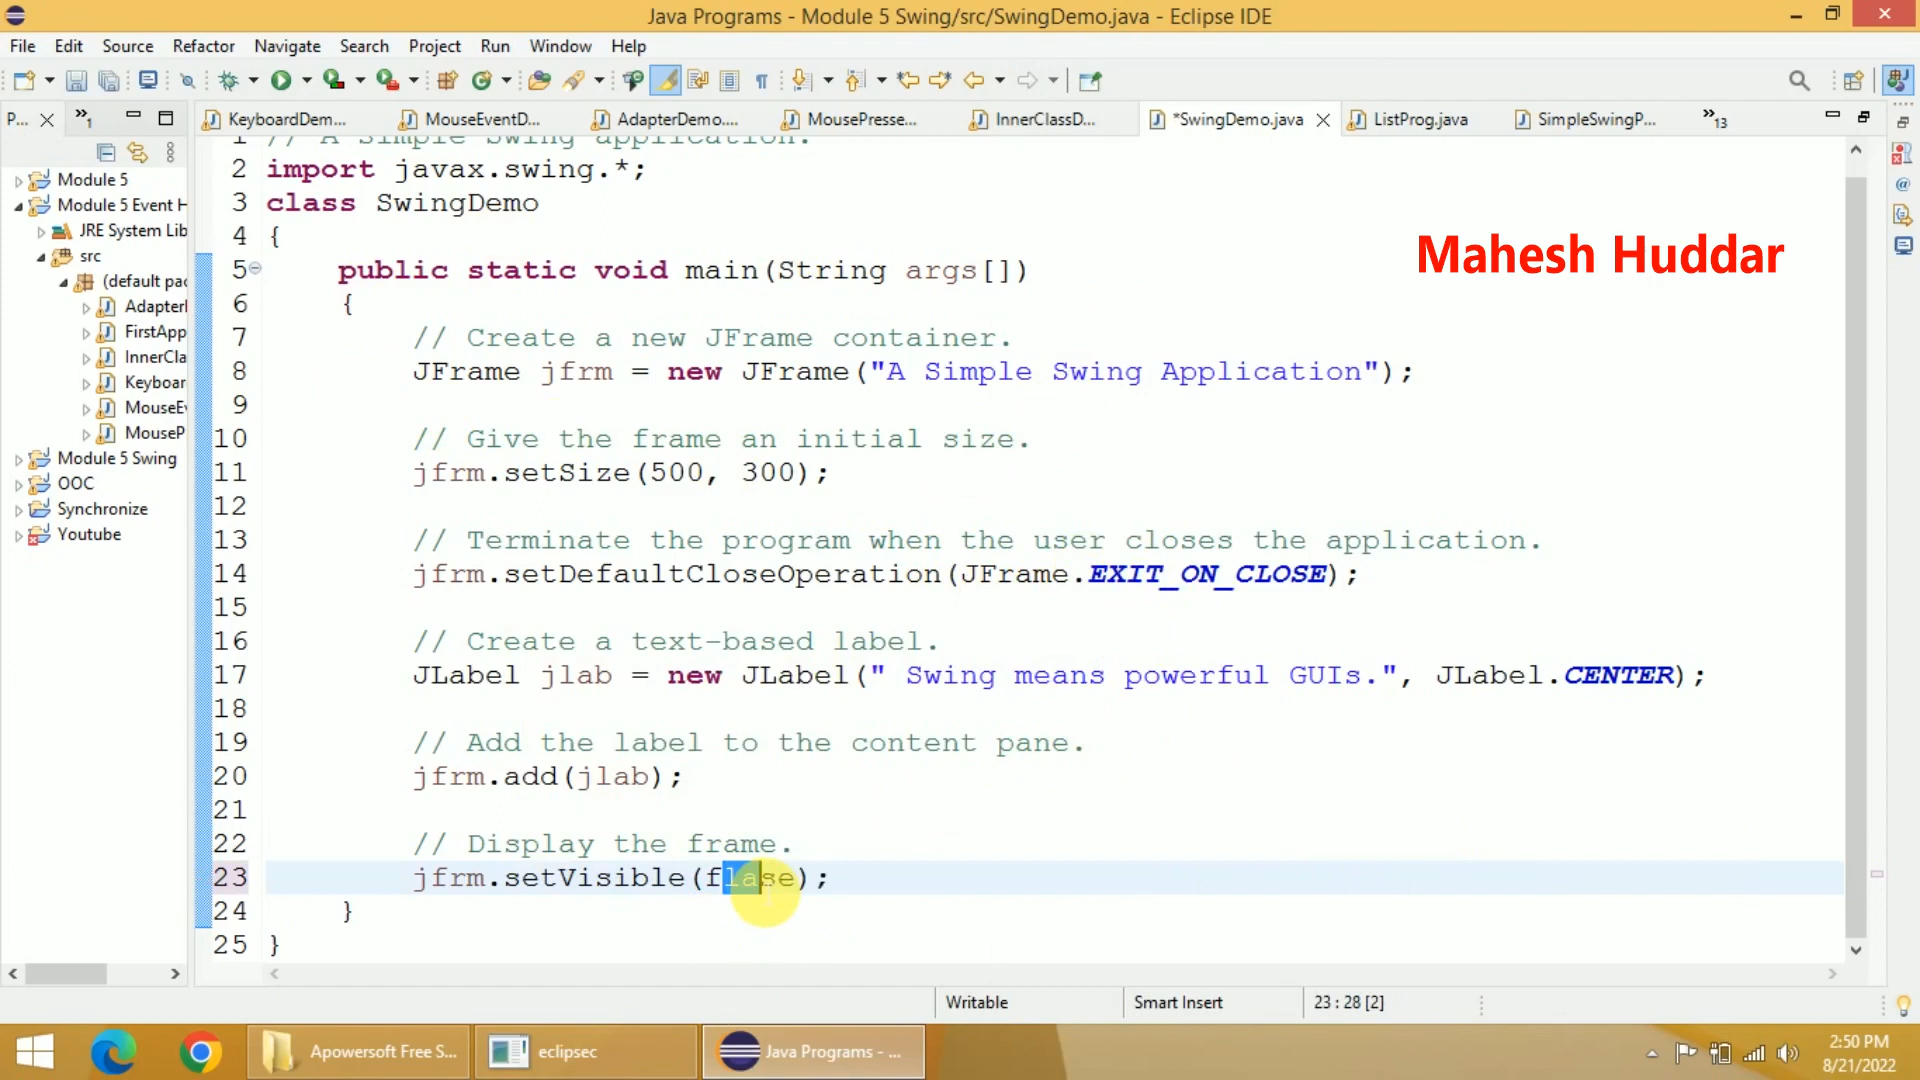 Java Programs - Module 5 Swing/src/SwingDemo.java - Eclipse IDE
File Edit Source Refactor Navigate Search Project Run Window Help
P... KeyboardDem... MouseEventD... AdapterDemo.... MousePresse... InnerClassD... *SwingDemo.java ListProg.java SimpleSwingP... 13
Module 5
Module 5 Event H
JRE System Lib
src
(default pac
Adapterl
FirstApp
InnerCla
Keyboar
MouseEv
MouseP
Module 5 Swing
OOC
Synchronize
Youtube
1 // A Simple Swing application.
2 import javax.swing.*;
3 class SwingDemo
4 {
5 public static void main(String args[])
6 {
7 // Create a new JFrame container.
8 JFrame jfrm = new JFrame("A Simple Swing Application");
9
10 // Give the frame an initial size.
11 jfrm.setSize(500, 300);
12
13 // Terminate the program when the user closes the application.
14 jfrm.setDefaultCloseOperation(JFrame.EXIT_ON_CLOSE);
15
16 // Create a text-based label.
17 JLabel jlab = new JLabel(" Swing means powerful GUIs.", JLabel.CENTER);
18
19 // Add the label to the content pane.
20 jfrm.add(jlab);
21
22 // Display the frame.
23 jfrm.setVisible(flase);
24 }
25 }
Mahesh Huddar
Writable Smart Insert 23 : 28 [2]
Apowersoft Free S... eclipsec Java Programs - ...
2:50 PM
8/21/2022